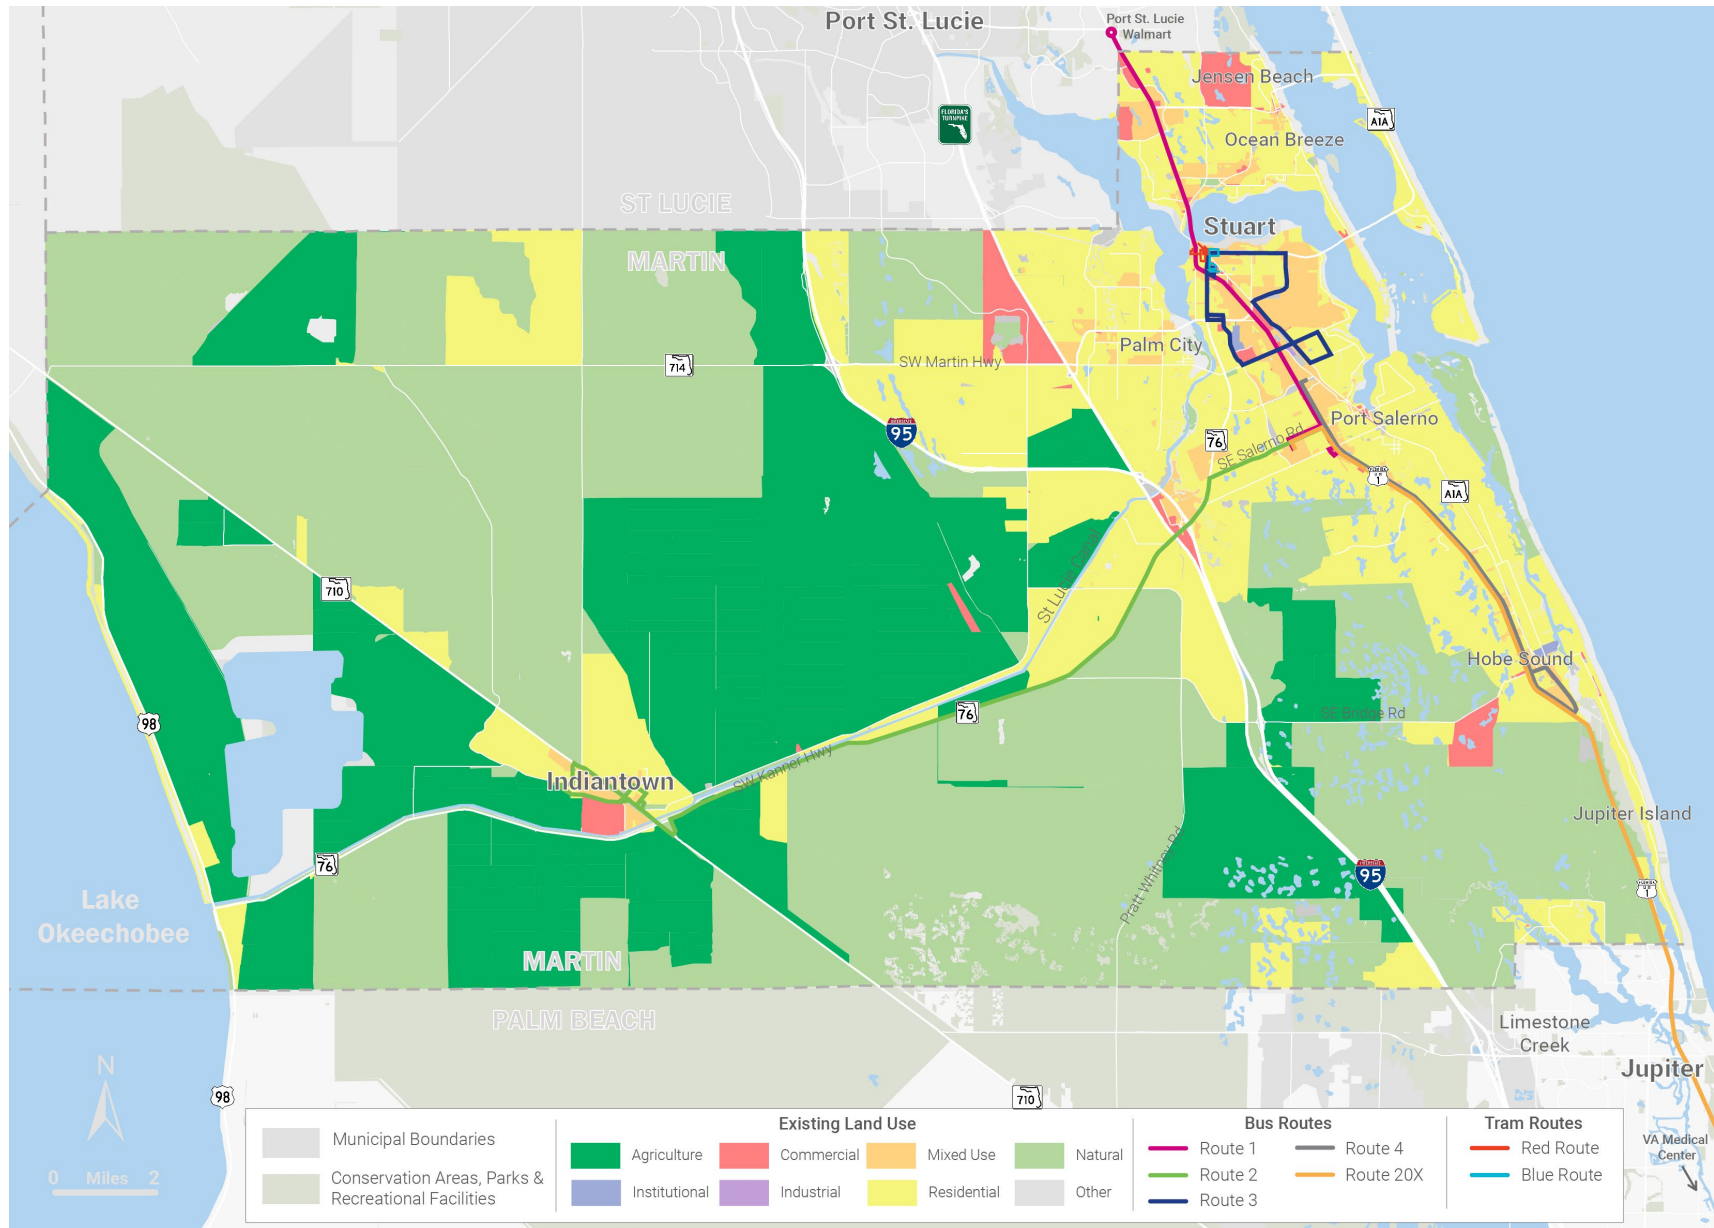 Port St. Lucie
Port St. Lucie
Walmart
Jensen Beach
FLORIDA'S
TURNPIKE
A1A
Ocean Breeze
ST LUCIE
Stuart
MARTIN
Palm City
SW Martin Hwy
714
95
Port Salerno
76
SE Salerno Rd
1
A1A
St Lucie Canal
710
Hobe Sound
98
76
SE Bridge Rd
SW Kanner Hwy
Indiantown
Jupiter Island
76
Pratt Whitney Rd
95
1
Lake
Okeechobee
MARTIN
PALM BEACH
Limestone
Creek
Jupiter
N
98
710
0 Miles 2
VA Medical
Center
Municipal Boundaries
Conservation Areas, Parks &
Recreational Facilities
Existing Land Use
Agriculture
Commercial
Mixed Use
Natural
Institutional
Industrial
Residential
Other
Bus Routes
Route 1
Route 4
Route 2
Route 20X
Route 3
Tram Routes
Red Route
Blue Route